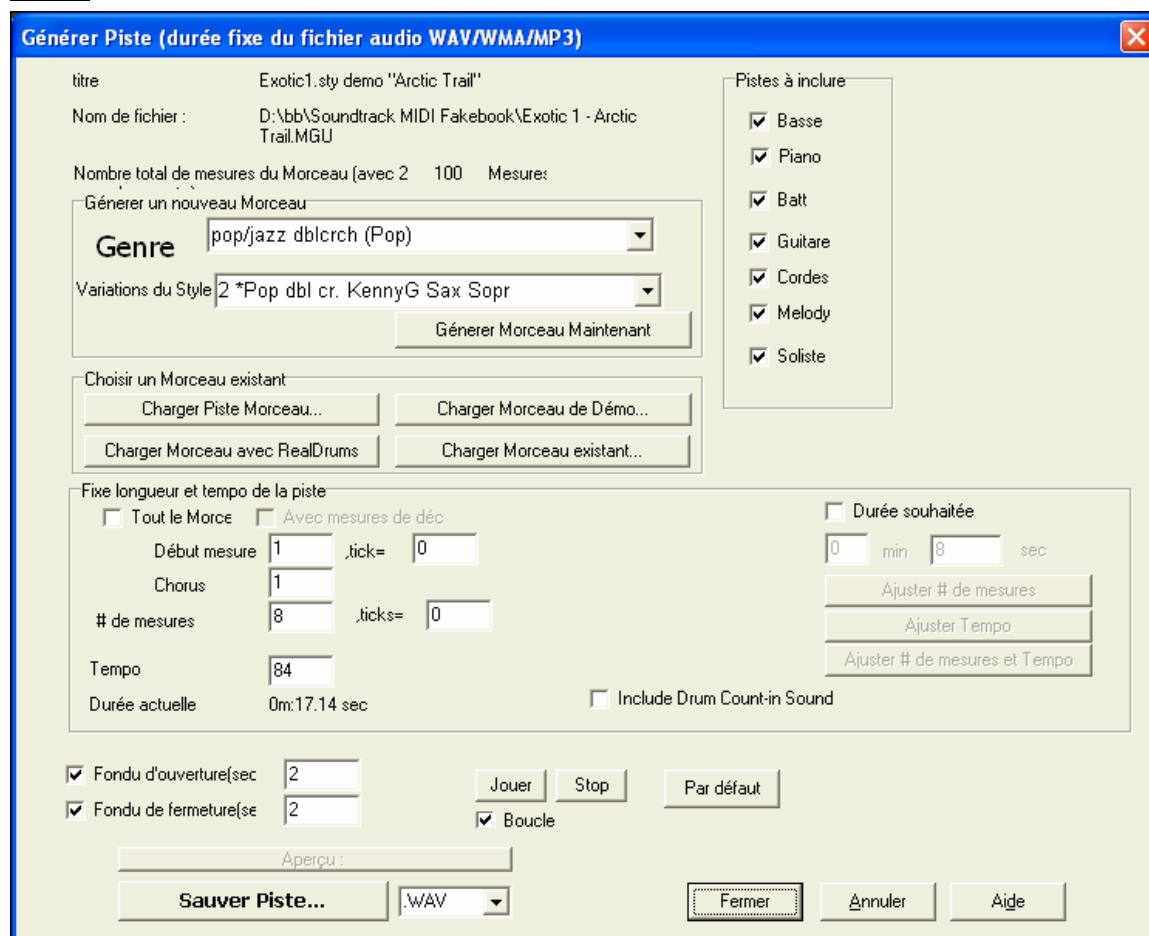 Générer Piste (durée fixe du fichier audio WAV/WMA/MP3)
titre Exotic1.sty demo "Arctic Trail"
Nom de fichier : D:\bb\Soundtrack MIDI Fakebook\Exotic 1 - Arctic
Trail.MGU
Nombre total de mesures du Morceau (avec 2 100 Mesures
Génerer un nouveau Morceau
Genre pop/jazz dblcrch (Pop)
Variations du Style 2 *Pop dbl cr. KennyG Sax Sopr
Génerer Morceau Maintenant
Pistes à inclure
Basse
Piano
Batt
Guitare
Cordes
Melody
Soliste
Choisir un Morceau existant
Charger Piste Morceau... Charger Morceau de Démo...
Charger Morceau avec RealDrums Charger Morceau existant...
Fixe longueur et tempo de la piste
Tout le Morce Avec mesures de déc
Début mesure 1 ,tick= 0
Chorus 1
# de mesures 8 ,ticks= 0
Tempo 84
Durée actuelle 0m:17.14 sec
Include Drum Count-in Sound
Durée souhaitée
0 min 8 sec
Ajuster # de mesures
Ajuster Tempo
Ajuster # de mesures et Tempo
Fondu d'ouverture(sec 2
Fondu de fermeture(se 2
Jouer Stop Par défaut
Boucle
Aperçu :
Sauver Piste... .WAV Fermer Annuler Aide